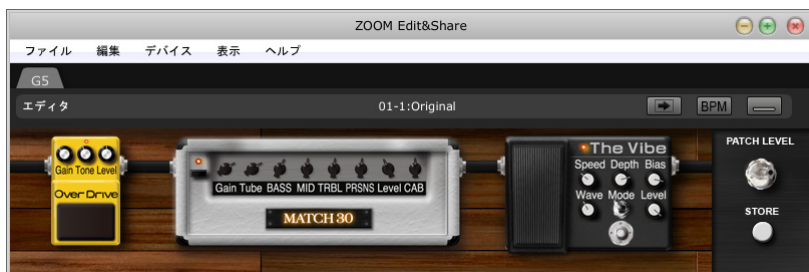 ZOOM Edit&Share
ファイル 編集 デバイス 表示 ヘルプ
G5
エディタ 01-1:Original BPM
Gain Tone Level
OverDrive
Gain Tube BASS MID TRBL PRSNS Level CAB
MATCH 30
The Vibe
Speed Depth Bias
Wave Mode Level
PATCH LEVEL
STORE